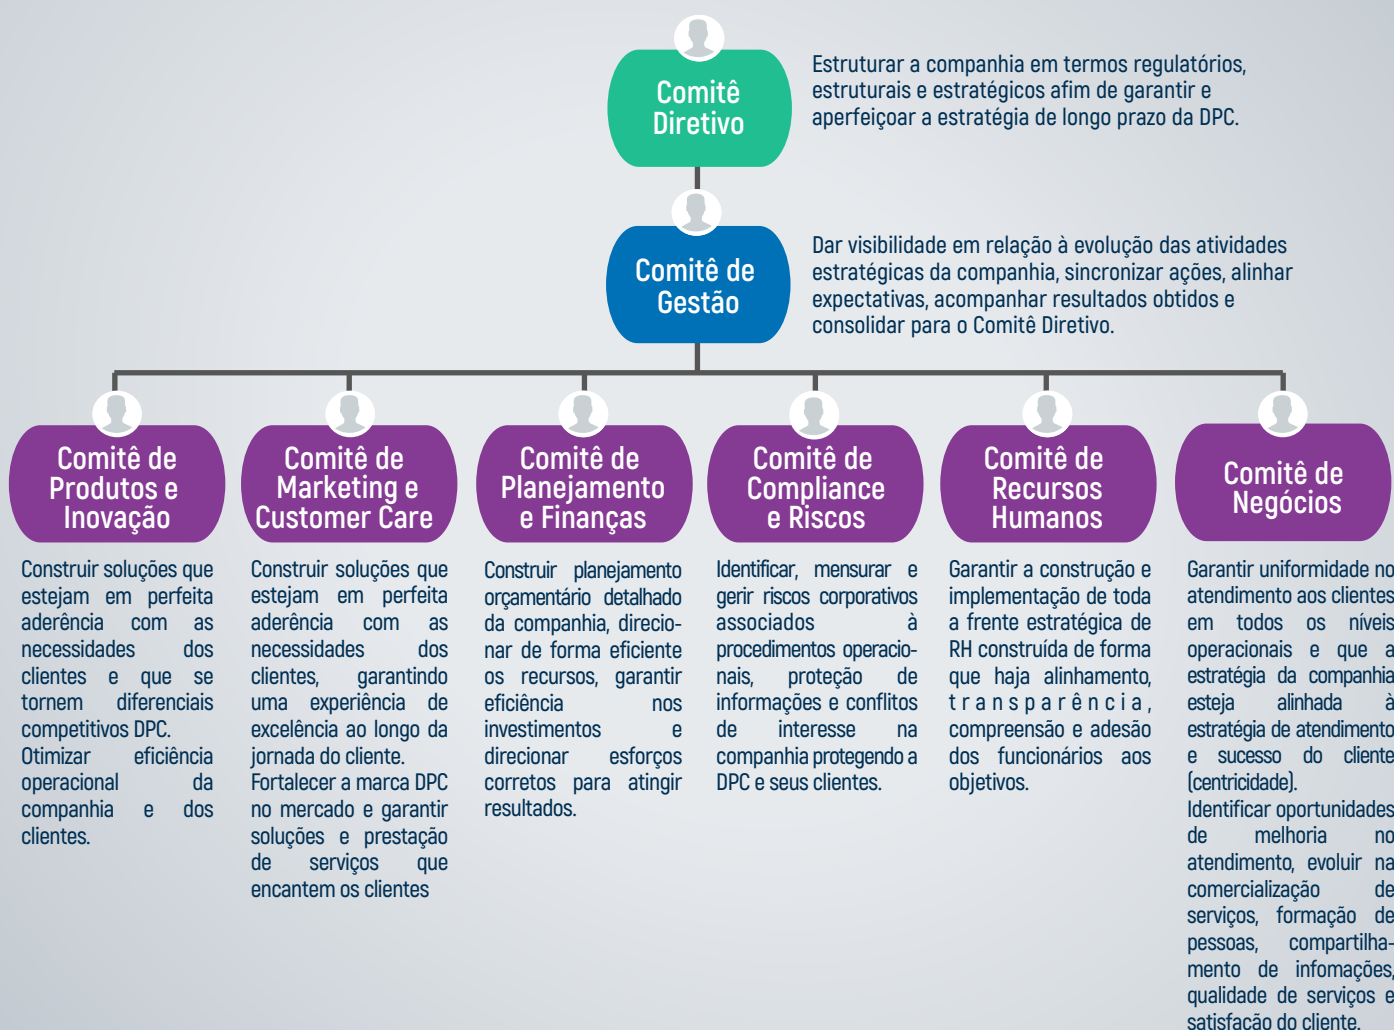 Comitê
Diretivo
Estruturar a companhia em termos regulatórios,
estruturais e estratégicos afim de garantir e
aperfeiçoar a estratégia de longo prazo da DPC.
Comitê de
Gestão
Dar visibilidade em relação à evolução das atividades
estratégicas da companhia, sincronizar ações, alinhar
expectativas, acompanhar resultados obtidos e
consolidar para o Comitê Diretivo.
Comitê de
Produtos e
Inovação
Construir soluções que
estejam em perfeita
aderência com as
necessidades dos
clientes e que se
tornem diferenciais
competitivos DPC.
Otimizar eficiência
operacional da
companhia e dos
clientes.
Comitê de
Marketing e
Customer Care
Construir soluções que
estejam em perfeita
aderência com as
necessidades dos
clientes, garantindo
uma experiência de
excelência ao longo da
jornada do cliente.
Fortalecer a marca DPC
no mercado e garantir
soluções e prestação
de serviços que
encantem os clientes
Comitê de
Planejamento
e Finanças
Construir planejamento
orçamentário detalhado
da companhia, direcio-
nar de forma eficiente
os recursos, garantir
eficiência nos
investimentos e
direcionar esforços
corretos para atingir
resultados.
Comitê de
Compliance
e Riscos
Identificar, mensurar e
gerir riscos corporativos
associados à
procedimentos operacio-
nais, proteção de
informações e conflitos
de interesse na
companhia protegendo a
DPC e seus clientes.
Comitê de
Recursos
Humanos
Garantir a construção e
implementação de toda
a frente estratégica de
RH construída de forma
que haja alinhamento,
transparência,
compreensão e adesão
dos funcionários aos
objetivos.
Comitê de
Negócios
Garantir uniformidade no
atendimento aos clientes
em todos os níveis
operacionais e que a
estratégia da companhia
esteja alinhada à
estratégia de atendimento
e sucesso do cliente
(centricidade).
Identificar oportunidades
de melhoria no
atendimento, evoluir na
comercialização de
serviços, formação de
pessoas, compartilha-
mento de infomações,
qualidade de serviços e
satisfação do cliente.